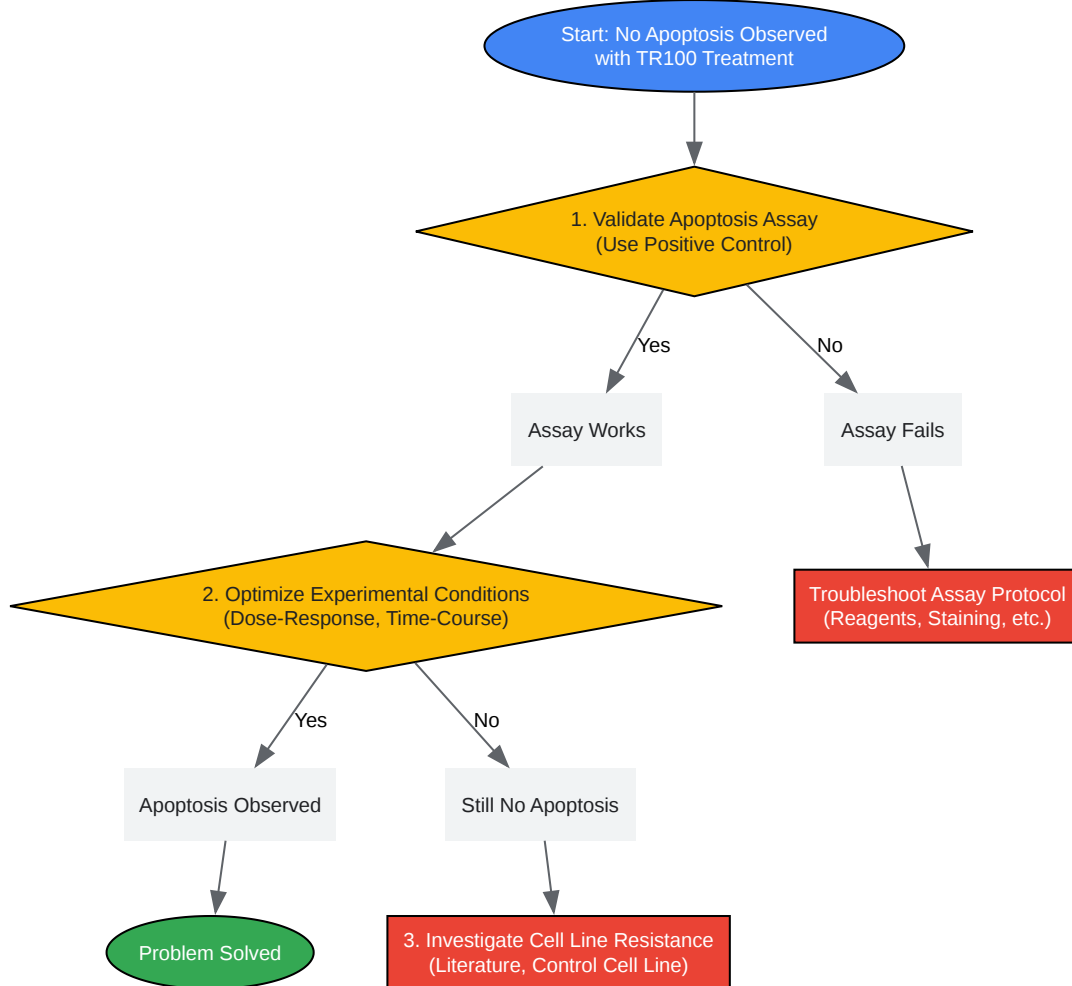 Start: No Apoptosis Observed
with TR100 Treatment
1. Validate Apoptosis Assay
(Use Positive Control)
Yes
No
Assay Works
Assay Fails
2. Optimize Experimental Conditions
(Dose-Response, Time-Course)
Troubleshoot Assay Protocol
(Reagents, Staining, etc.)
Yes
No
Apoptosis Observed
Still No Apoptosis
Problem Solved
3. Investigate Cell Line Resistance
(Literature, Control Cell Line)